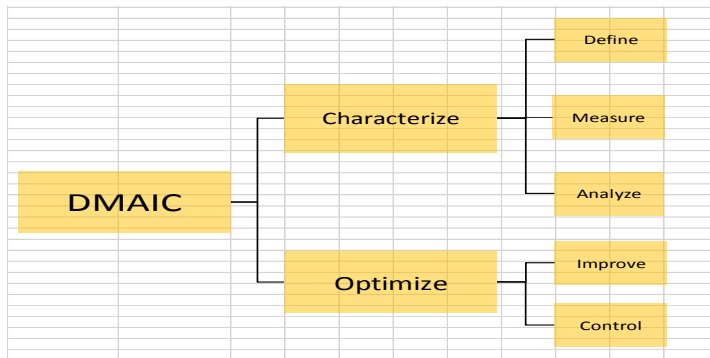 DMAIC
Characterize
Define
Measure
Analyze
Optimize
Improve
Control